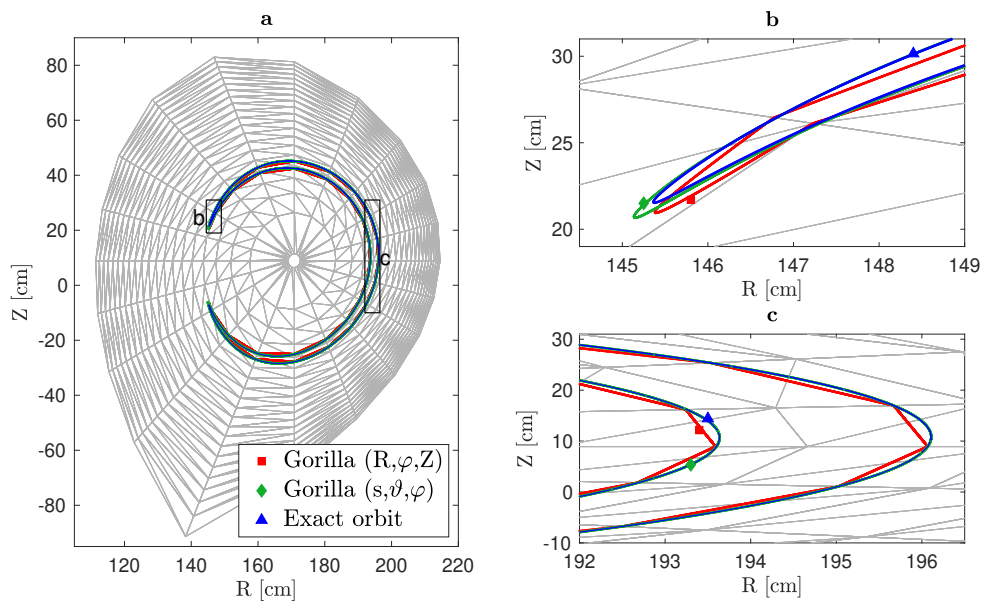 a
80
60
40
20
0
-20
-40
-60
-80
Z [cm]
b
c
Gorilla (R,φ,Z)
Gorilla (s,ϑ,φ)
Exact orbit
120 140 160 180 200 220
R [cm]
b
30
25
20
Z [cm]
145 146 147 148 149
R [cm]
c
30
20
10
0
-10
Z [cm]
192 193 194 195 196
R [cm]